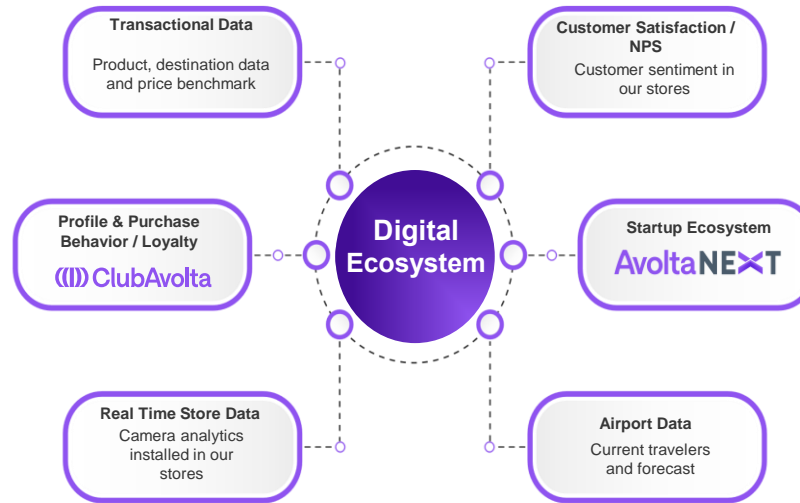 Transactional Data
Product, destination data
and price benchmark
Customer Satisfaction /
NPS
Customer sentiment in
our stores
Profile & Purchase
Behavior / Loyalty
ClubAvolta
Digital
Ecosystem
Startup Ecosystem
AvoltaNEXT
Real Time Store Data
Camera analytics
installed in our
stores
Airport Data
Current travelers
and forecast